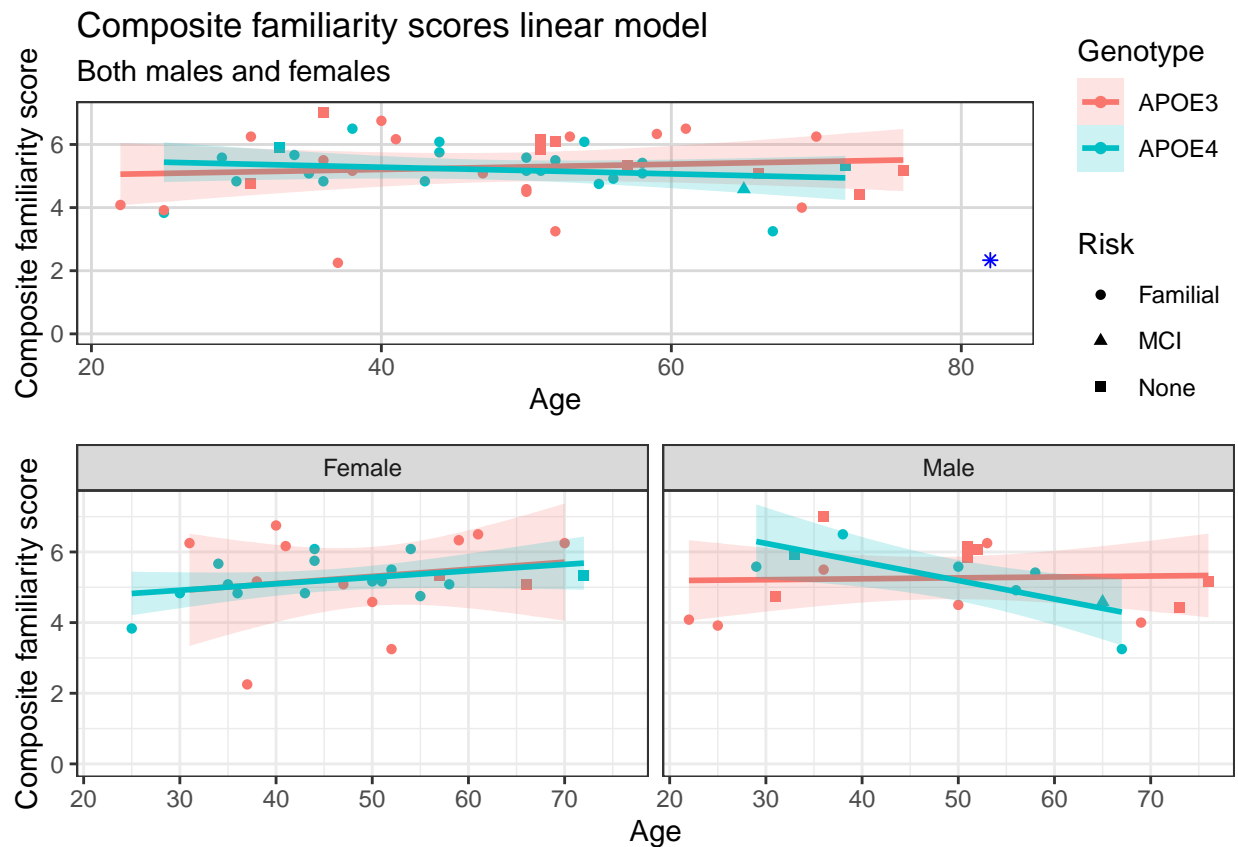 Composite familiarity scores linear model
Both males and females
Composite familiarity score
6
4
2
0
20 40 60 80
Age
Genotype
APOE3
APOE4
Risk
Familial
MCI
None
Female Male
Composite familiarity score
6
4
2
0
20 30 40 50 60 70 20 30 40 50 60 70
Age